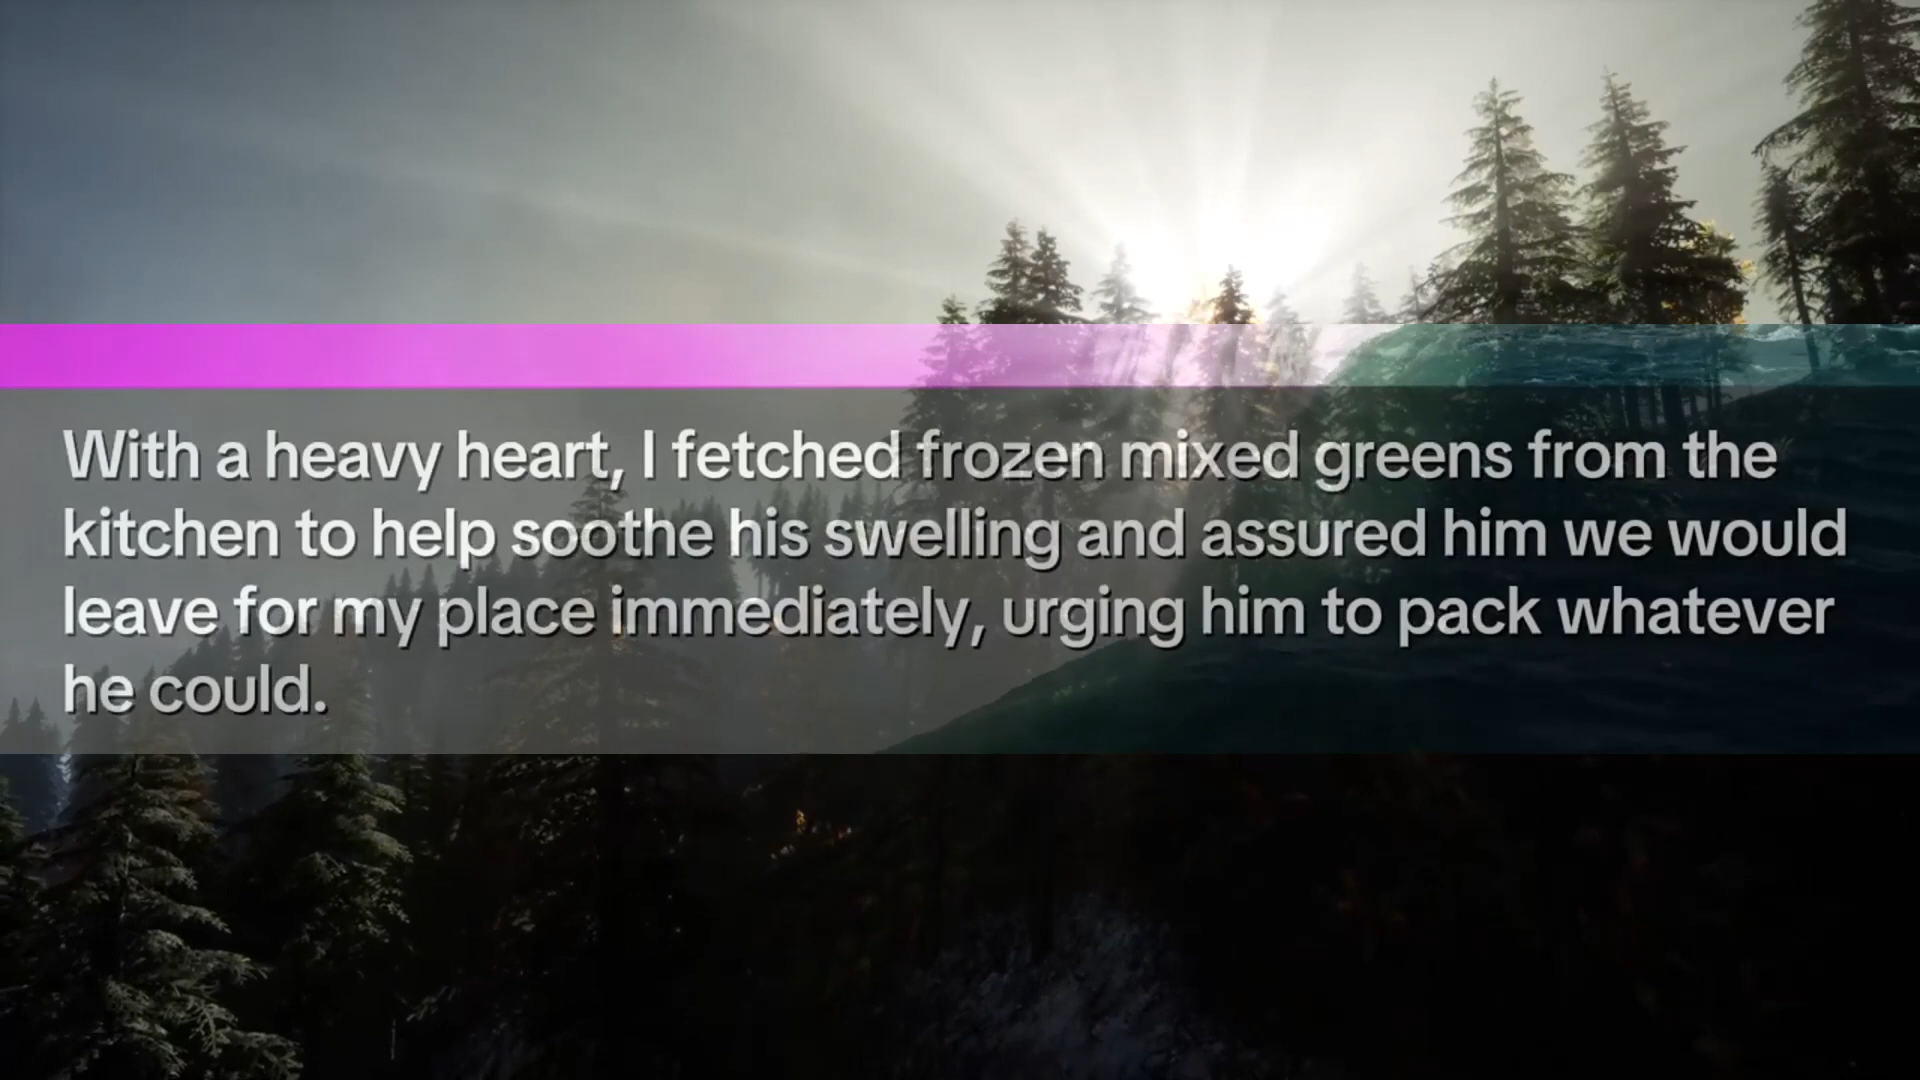 With a heavy heart, I fetched frozen mixed greens from the
kitchen to help soothe his swelling and assured him we would
leave for my place immediately, urging him to pack whatever
he could.